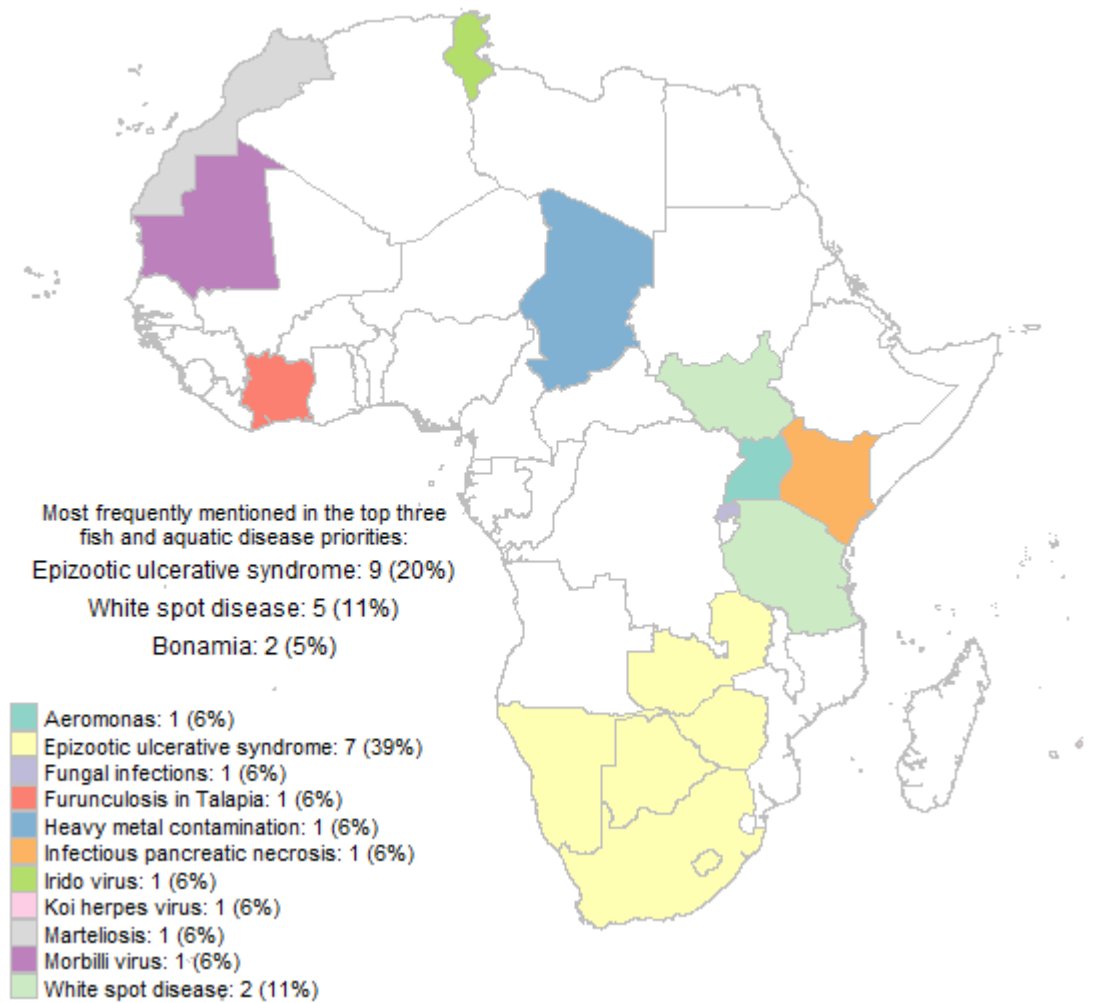 Most frequently mentioned in the top three
fish and aquatic disease priorities:
Epizootic ulcerative syndrome: 9 (20%)
White spot disease: 5 (11%)
Bonamia: 2 (5%)
Aeromonas: 1 (6%)
Epizootic ulcerative syndrome: 7 (39%)
Fungal infections: 1 (6%)
Furunculosis in Talapia: 1 (6%)
Heavy metal contamination: 1 (6%)
Infectious pancreatic necrosis: 1 (6%)
Irido virus: 1 (6%)
Koi herpes virus: 1 (6%)
Marteliosis: 1 (6%)
Morbilli virus: 1 (6%)
White spot disease: 2 (11%)